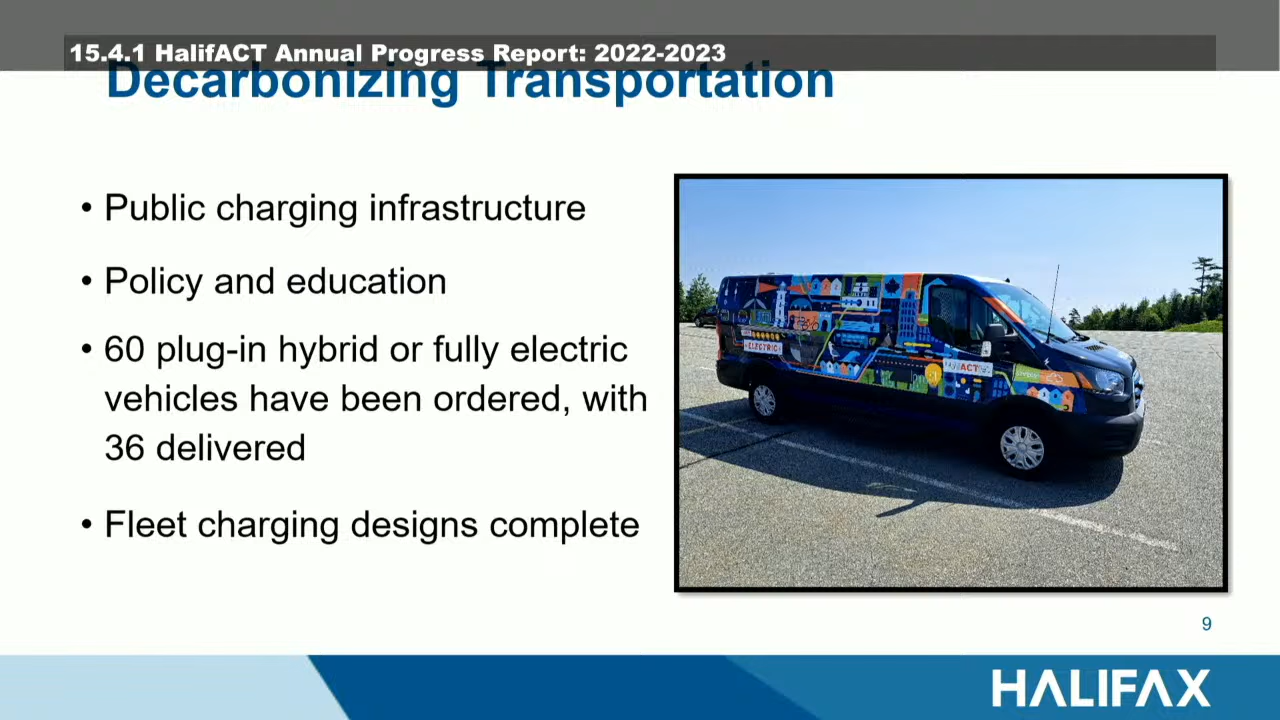 15.4.1 HalifACT Annual Progress Report: 2022-2023
Decarbonizing Transportation
• Public charging infrastructure
• Policy and education
• 60 plug-in hybrid or fully electric
vehicles have been ordered, with
36 delivered
• Fleet charging designs complete
ELECTRIC
9
HALIFAX